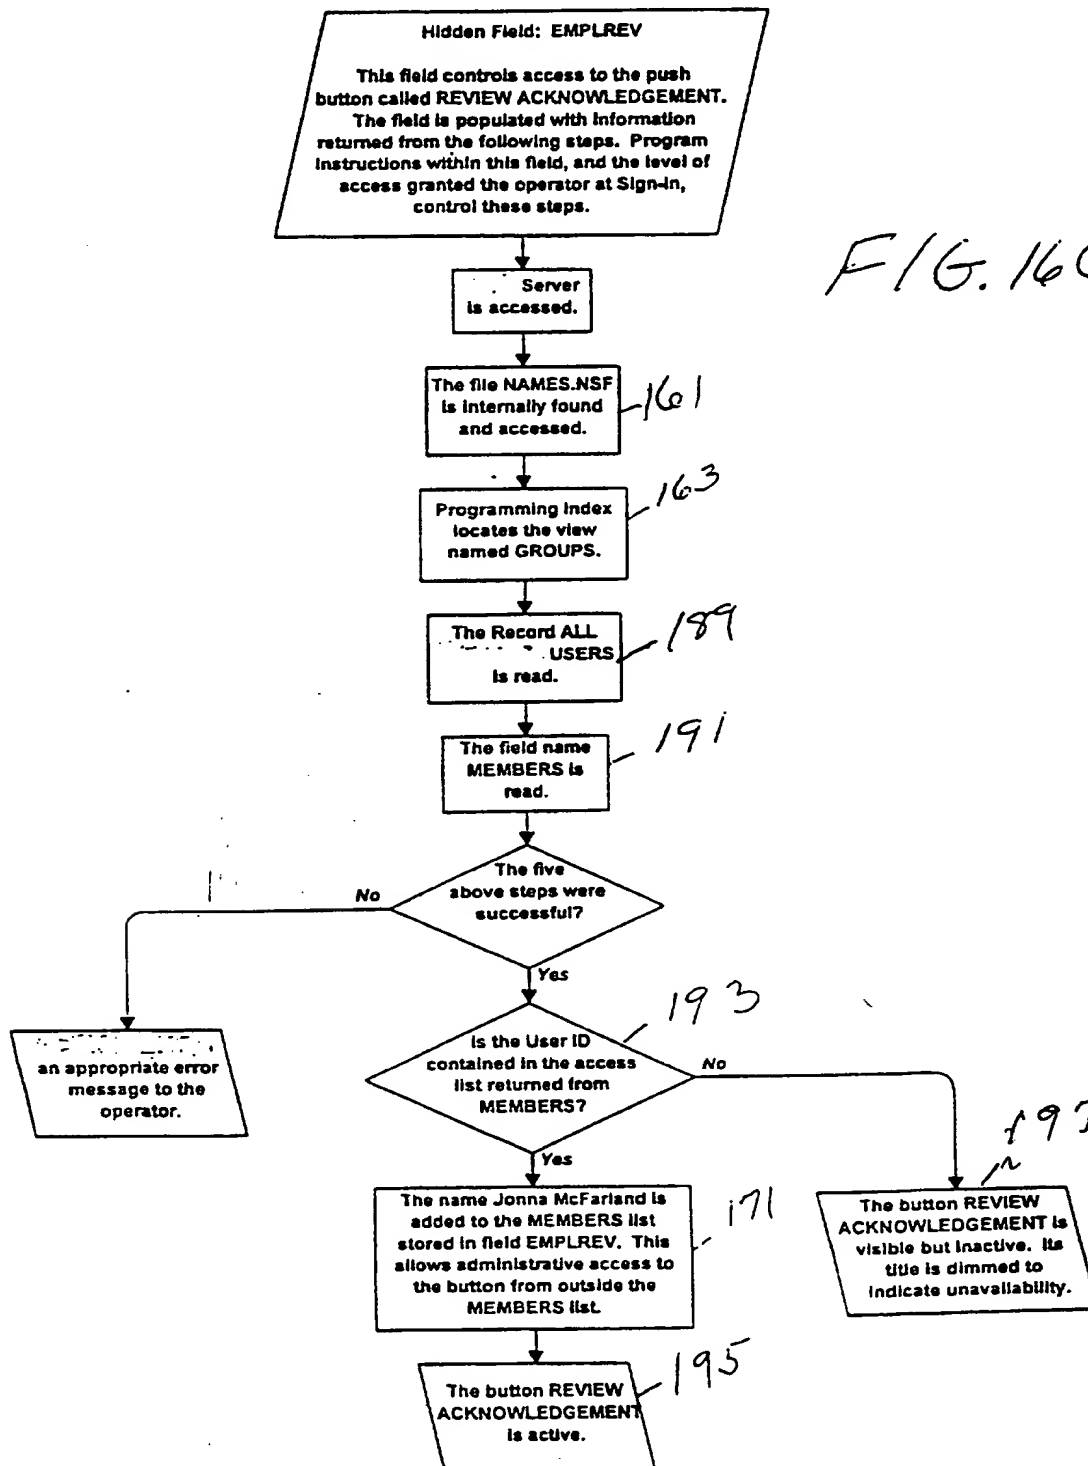 Hidden Field: EMPLREV
This field controls access to the push
button called REVIEW ACKNOWLEDGEMENT.
The field is populated with information
returned from the following steps. Program
instructions within this field, and the level of
access granted the operator at Sign-in,
control these steps.
FIG. 16C
Server
is accessed.
The file NAMES.NSF
is internally found
and accessed.
161
Programming index
locates the view
named GROUPS.
163
The Record ALL
USERS
is read.
189
The field name
MEMBERS is
read.
191
The five
above steps were
successful?
No
Yes
an appropriate error
message to the
operator.
Is the User ID
contained in the access
list returned from
MEMBERS?
193
No
Yes
The name Jonna McFarland is
added to the MEMBERS list
stored in field EMPLREV. This
allows administrative access to
the button from outside the
MEMBERS list.
171
The button REVIEW
ACKNOWLEDGEMENT is
visible but inactive. Its
title is dimmed to
indicate unavailability.
The button REVIEW
ACKNOWLEDGEMENT
is active.
195